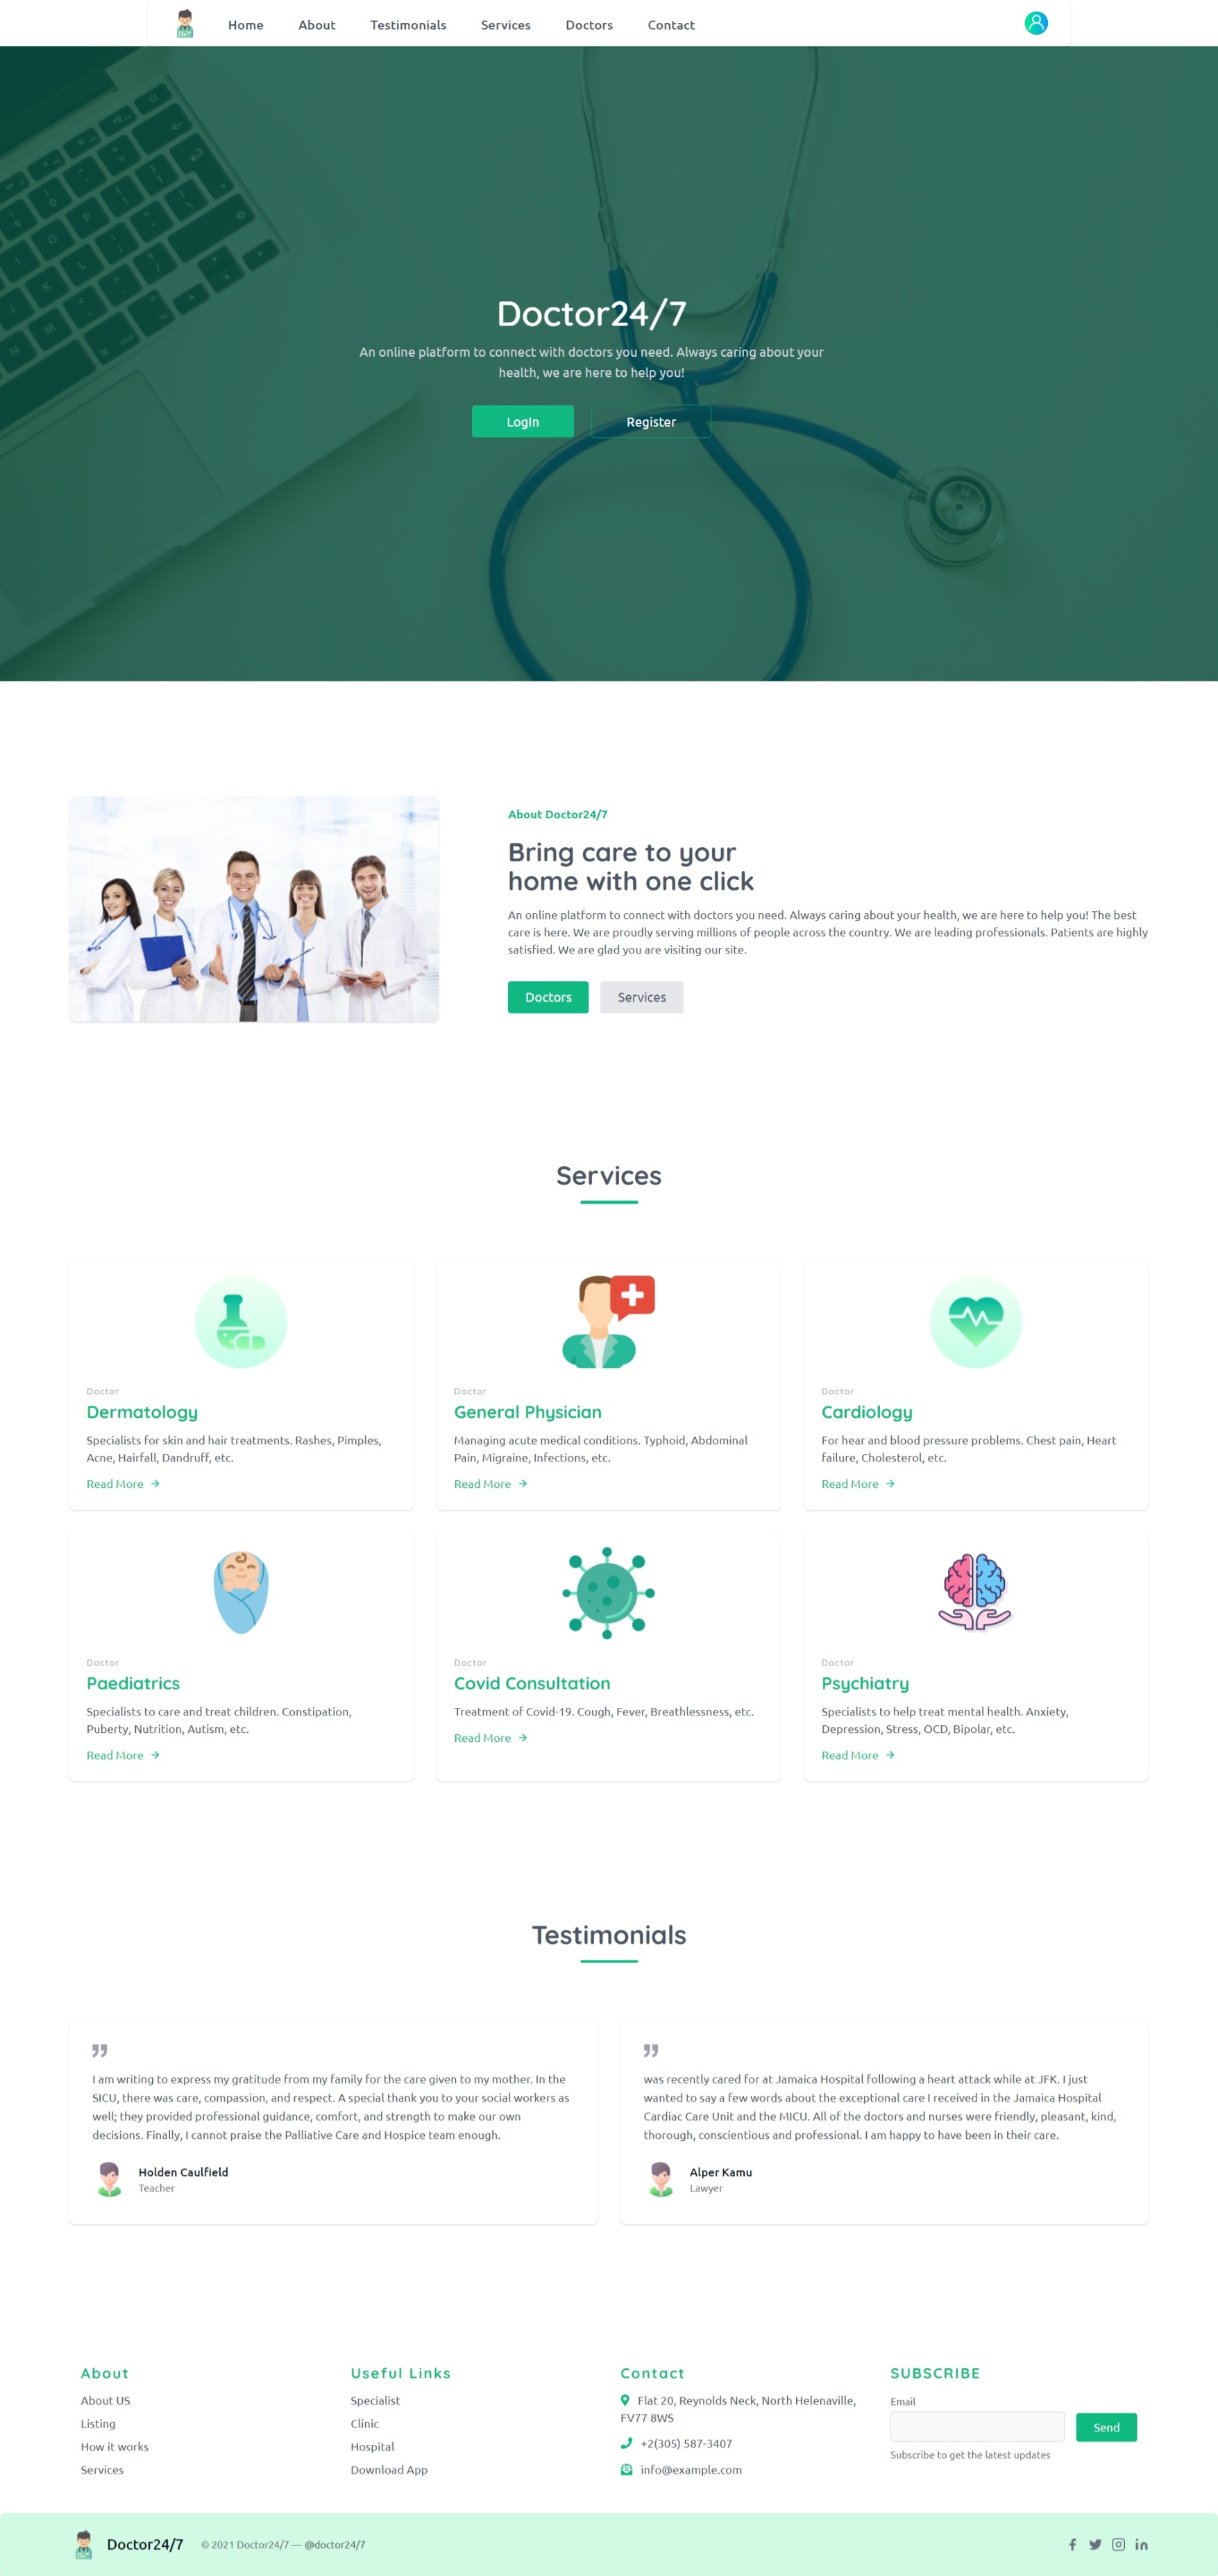 Home About Testimonials Services Doctors Contact
Doctor24/7
An online platform to connect with doctors you need. Always caring about your
health, we are here to help you!
LogIn Register
About Doctor24/7
Bring care to your
home with one click
An online platform to connect with doctors you need. Always caring about your health, we are here to help you! The best
care is here. We are proudly serving millions of people across the country. We are leading professionals. Patients are highly
satisfied. We are glad you are visiting our site.
Doctors Services
Services
Doctor
Dermatology
Specialists for skin and hair treatments. Rashes, Pimples,
Acne, Hairfall, Dandruff, etc.
Read More
Doctor
General Physician
Managing acute medical conditions. Typhoid, Abdominal
Pain, Migraine, Infections, etc.
Read More
Doctor
Cardiology
For hear and blood pressure problems. Chest pain, Heart
failure, Cholesterol, etc.
Read More
Doctor
Paediatrics
Specialists to care and treat children. Constipation,
Puberty, Nutrition, Autism, etc.
Read More
Doctor
Covid Consultation
Treatment of Covid-19. Cough, Fever, Breathlessness, etc.
Read More
Doctor
Psychiatry
Specialists to help treat mental health. Anxiety,
Depression, Stress, OCD, Bipolar, etc.
Read More
Testimonials
I am writing to express my gratitude from my family for the care given to my mother. In the
SICU, there was care, compassion, and respect. A special thank you to your social workers as
well; they provided professional guidance, comfort, and strength to make our own
decisions. Finally, I cannot praise the Palliative Care and Hospice team enough.
Holden Caulfield
Teacher
was recently cared for at Jamaica Hospital following a heart attack while at JFK. I just
wanted to say a few words about the exceptional care I received in the Jamaica Hospital
Cardiac Care Unit and the MICU. All of the doctors and nurses were friendly, pleasant, kind,
thorough, conscientious and professional. I am happy to have been in their care.
Alper Kamu
Lawyer
About
About US
Listing
How it works
Services
Useful Links
Specialist
Clinic
Hospital
Download App
Contact
Flat 20, Reynolds Neck, North Helenaville,
FV77 8WS
+2(305) 587-3407
info@example.com
SUBSCRIBE
Email
Send
Subscribe to get the latest updates
Doctor24/7 © 2021 Doctor24/7 — @doctor24/7